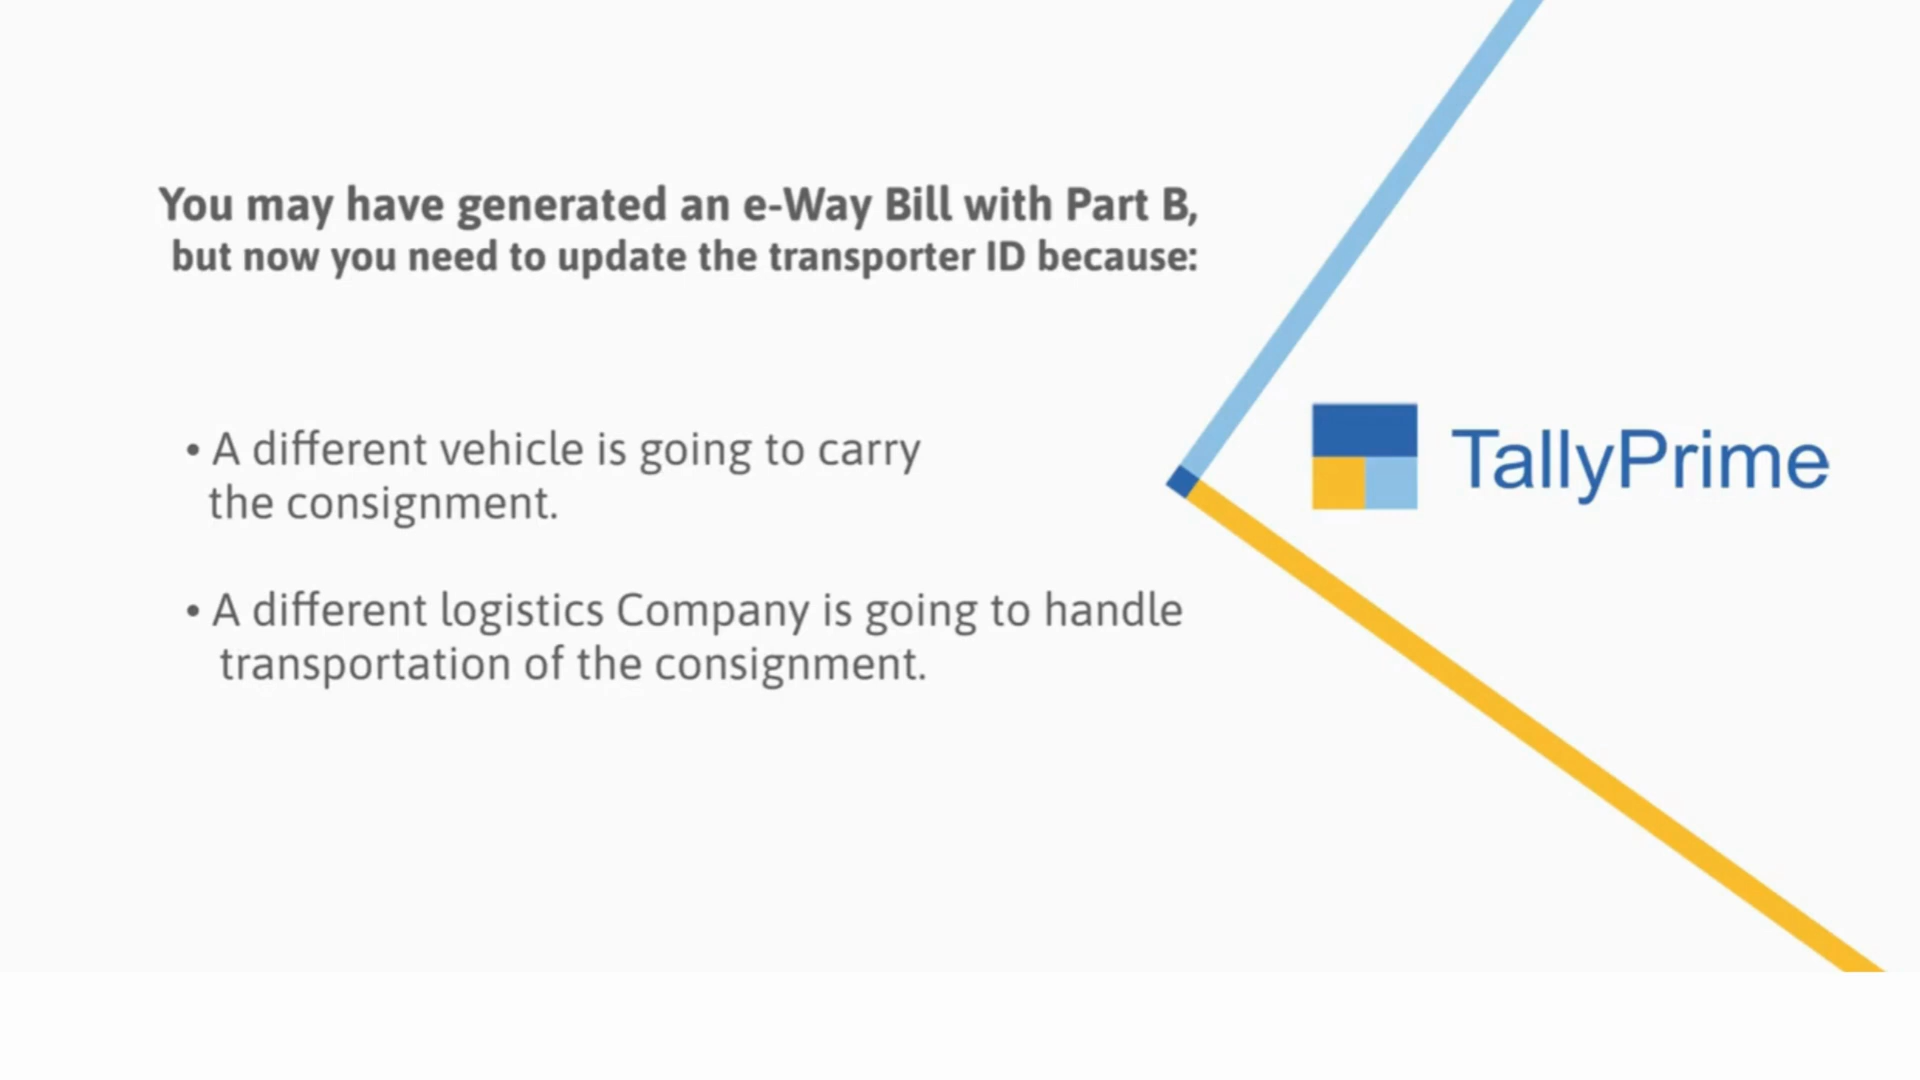 You may have generated an e-Way Bill with Part B,
but now you need to update the transporter ID because:
• A different vehicle is going to carry
the consignment.
• A different logistics Company is going to handle
transportation of the consignment.
TallyPrime